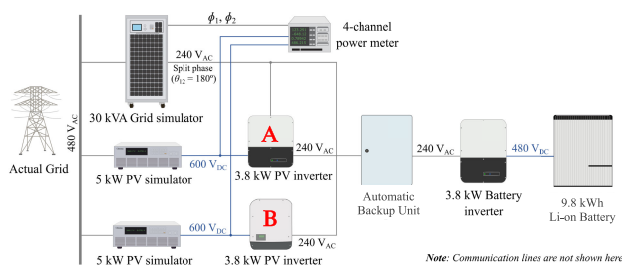 ϕ1, ϕ2
4-channel
power meter
240 VAC
Split phase
(θ12 = 180º)
30 kVA Grid simulator
480 VAC
Actual Grid
A
B
600 VDC
240 VAC
5 kW PV simulator
3.8 kW PV inverter
240 VAC
480 VDC
Automatic
Backup Unit
3.8 kW Battery
inverter
9.8 kWh
Li-on Battery
600 VDC
240 VAC
5 kW PV simulator
3.8 kW PV inverter
Note: Communication lines are not shown here